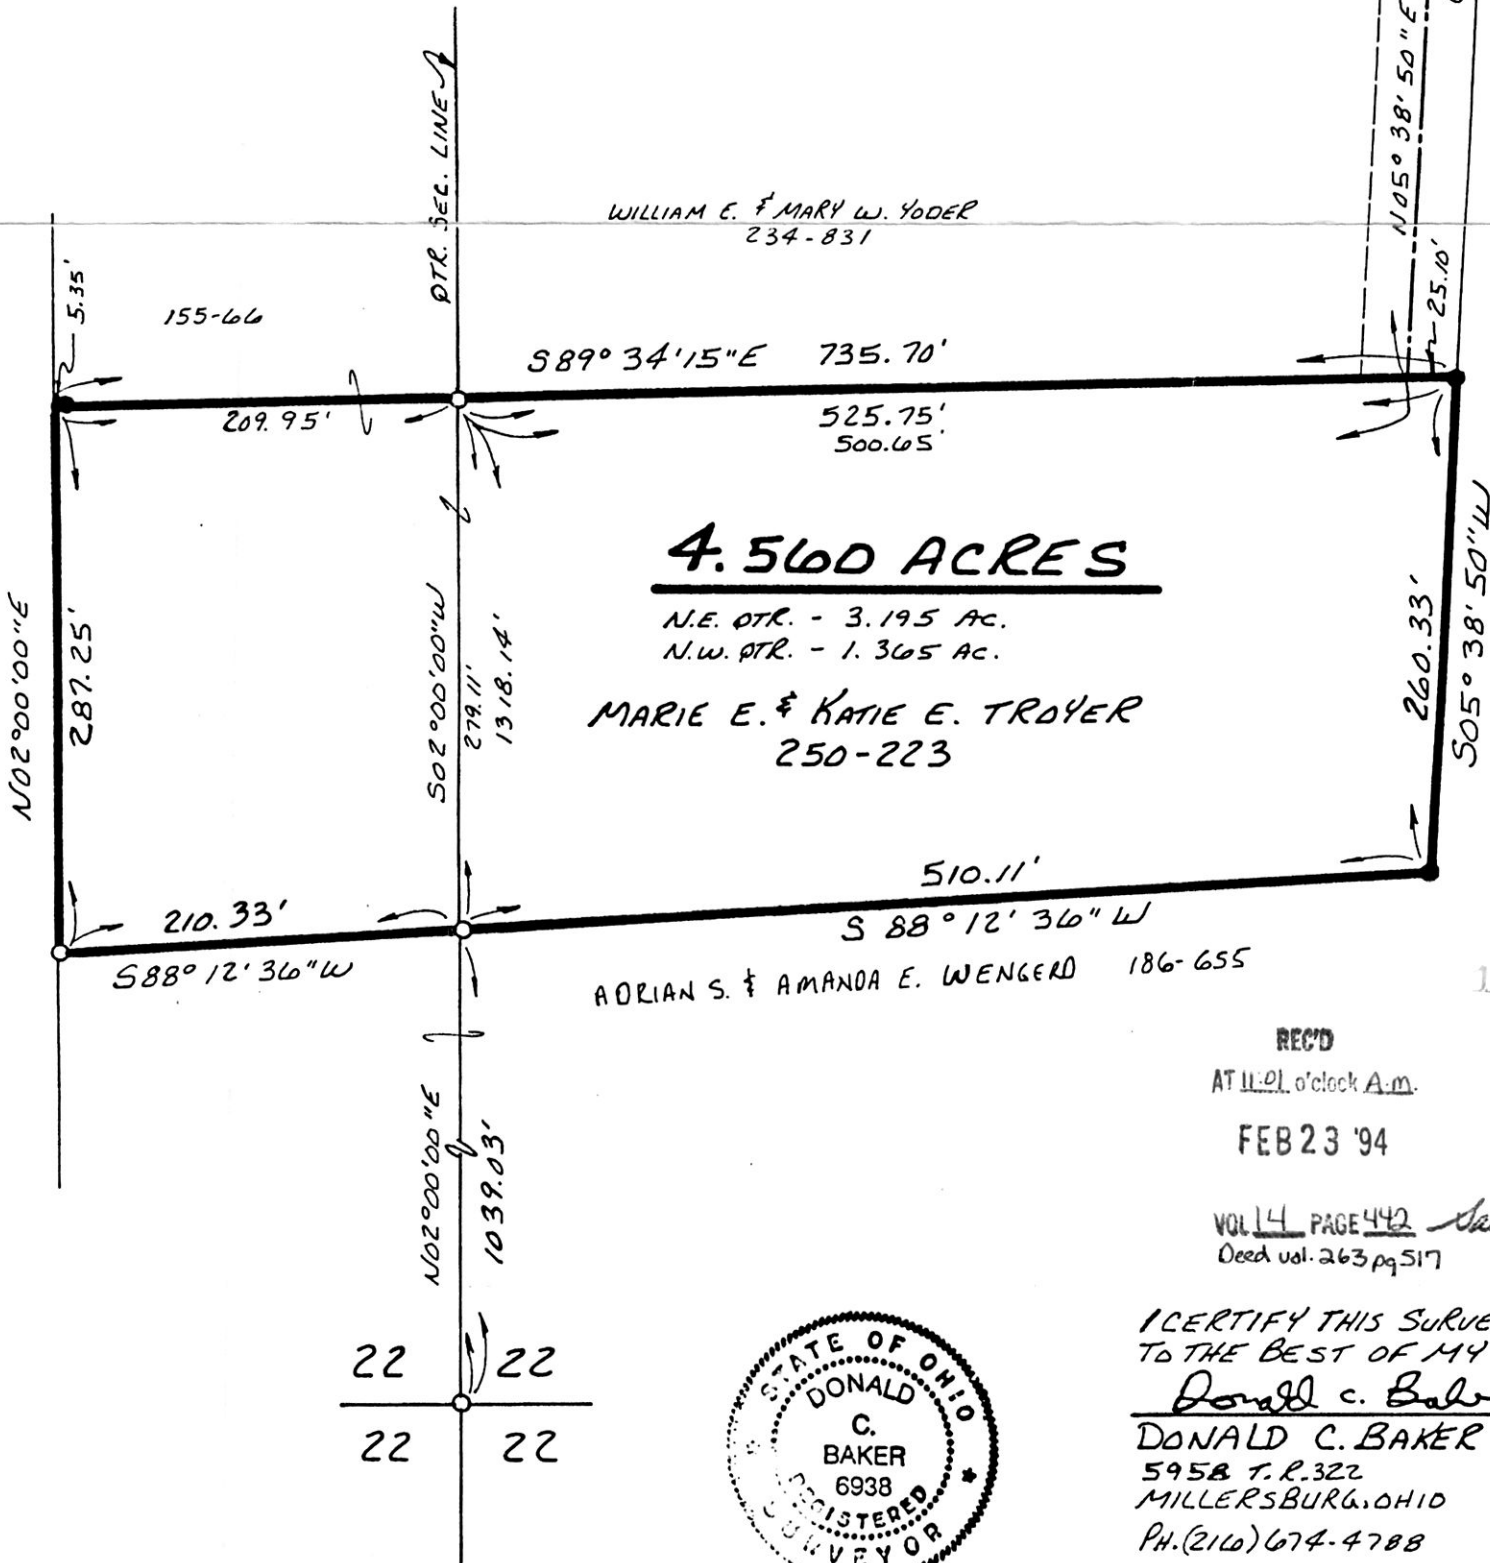 N05° 38' 50" E
QTR. SEC. LINE
WILLIAM E. & MARY W. YODER
234-831
5.35'
155-66
25.10'
S89° 34' 15" E 735.70'
209.95'
525.75'
500.65'
4.560 ACRES
N.E. QTR. - 3.195 AC.
N.W. QTR. - 1.365 AC.
MARIE E. & KATIE E. TROYER
250-223
N02°00'00"E
287.25'
S02°00'00"W
279.11'
1318.14'
260.33'
S05° 38' 50" W
210.33'
S88° 12' 36" W
510.11'
S 88° 12' 36" W
ADRIAN S. & AMANDA E. WENGERD 186-655
REC'D
AT 11:01 o'clock A.m.
FEB 23 '94
VOL 14 PAGE 442
Deed vol. 263 pg 517
N02°00'00"E
1039.03'
22 22
22 22
STATE OF OHIO
DONALD
C.
BAKER
6938
REGISTERED
SURVEYOR
I CERTIFY THIS SURVE
TO THE BEST OF MY
Donald C. Bake
DONALD C. BAKER
5958 T.R. 322
MILLERSBURG, OHIO
PH. (216) 674-4788